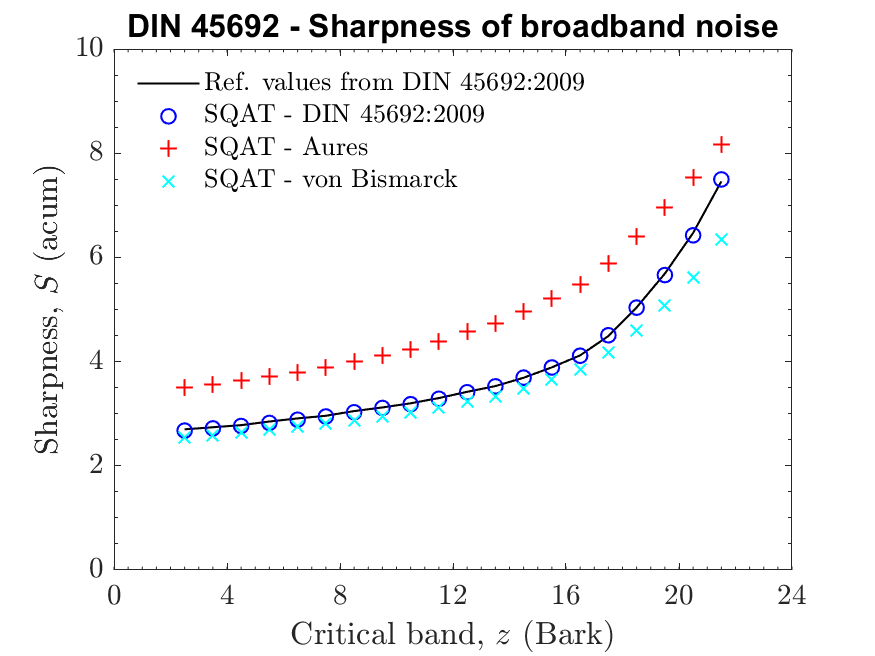 DIN 45692 - Sharpness of broadband noise
Ref. values from DIN 45692:2009
SQAT - DIN 45692:2009
SQAT - Aures
SQAT - von Bismarck
Sharpness, S (acum)
10
8
6
4
2
0
0 4 8 12 16 20 24
Critical band, z (Bark)